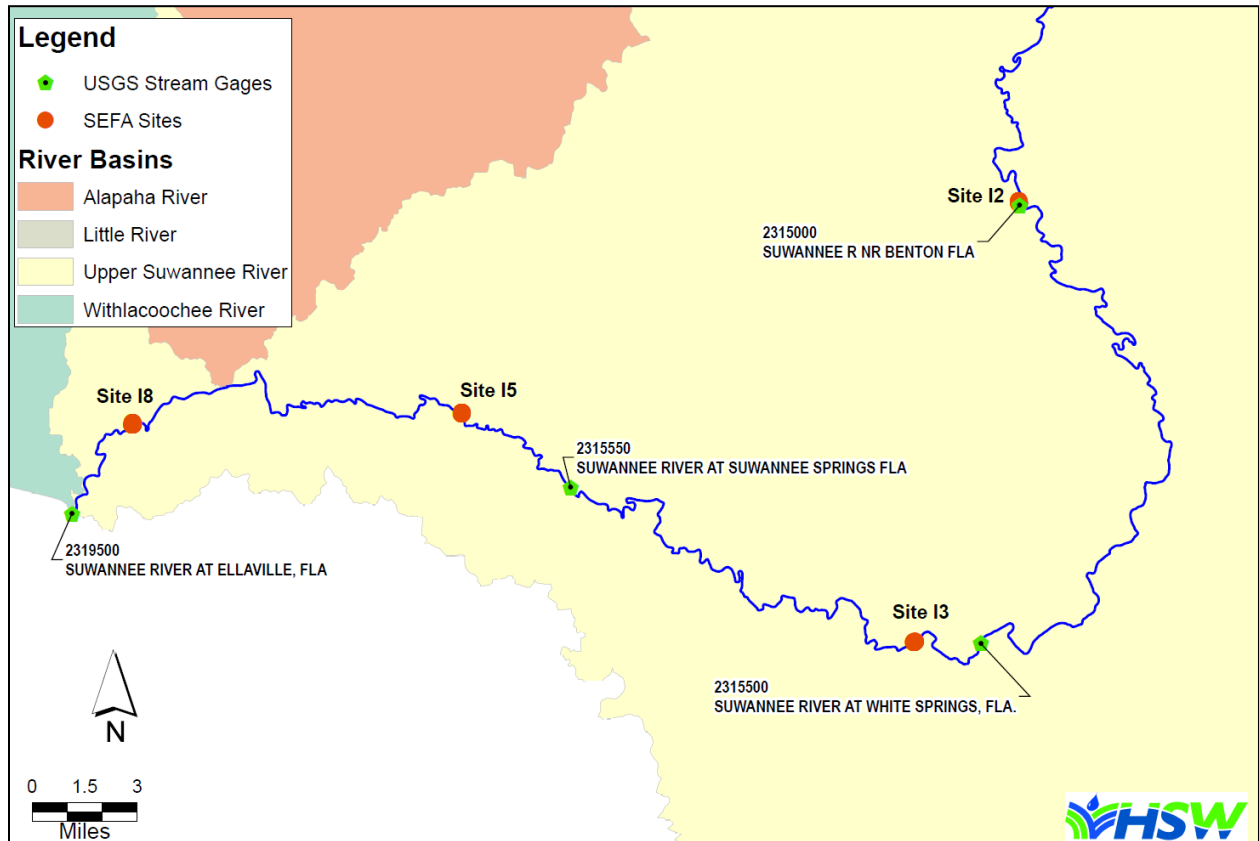 Legend
USGS Stream Gages
SEFA Sites
River Basins
Alapaha River
Little River
Upper Suwannee River
Withlacoochee River
Site I2
2315000
SUWANNEE R NR BENTON FLA
Site I8
Site I5
2315550
SUWANNEE RIVER AT SUWANNEE SPRINGS FLA
2319500
SUWANNEE RIVER AT ELLAVILLE, FLA
Site I3
2315500
SUWANNEE RIVER AT WHITE SPRINGS, FLA.
N
0 1.5 3
Miles
HSW